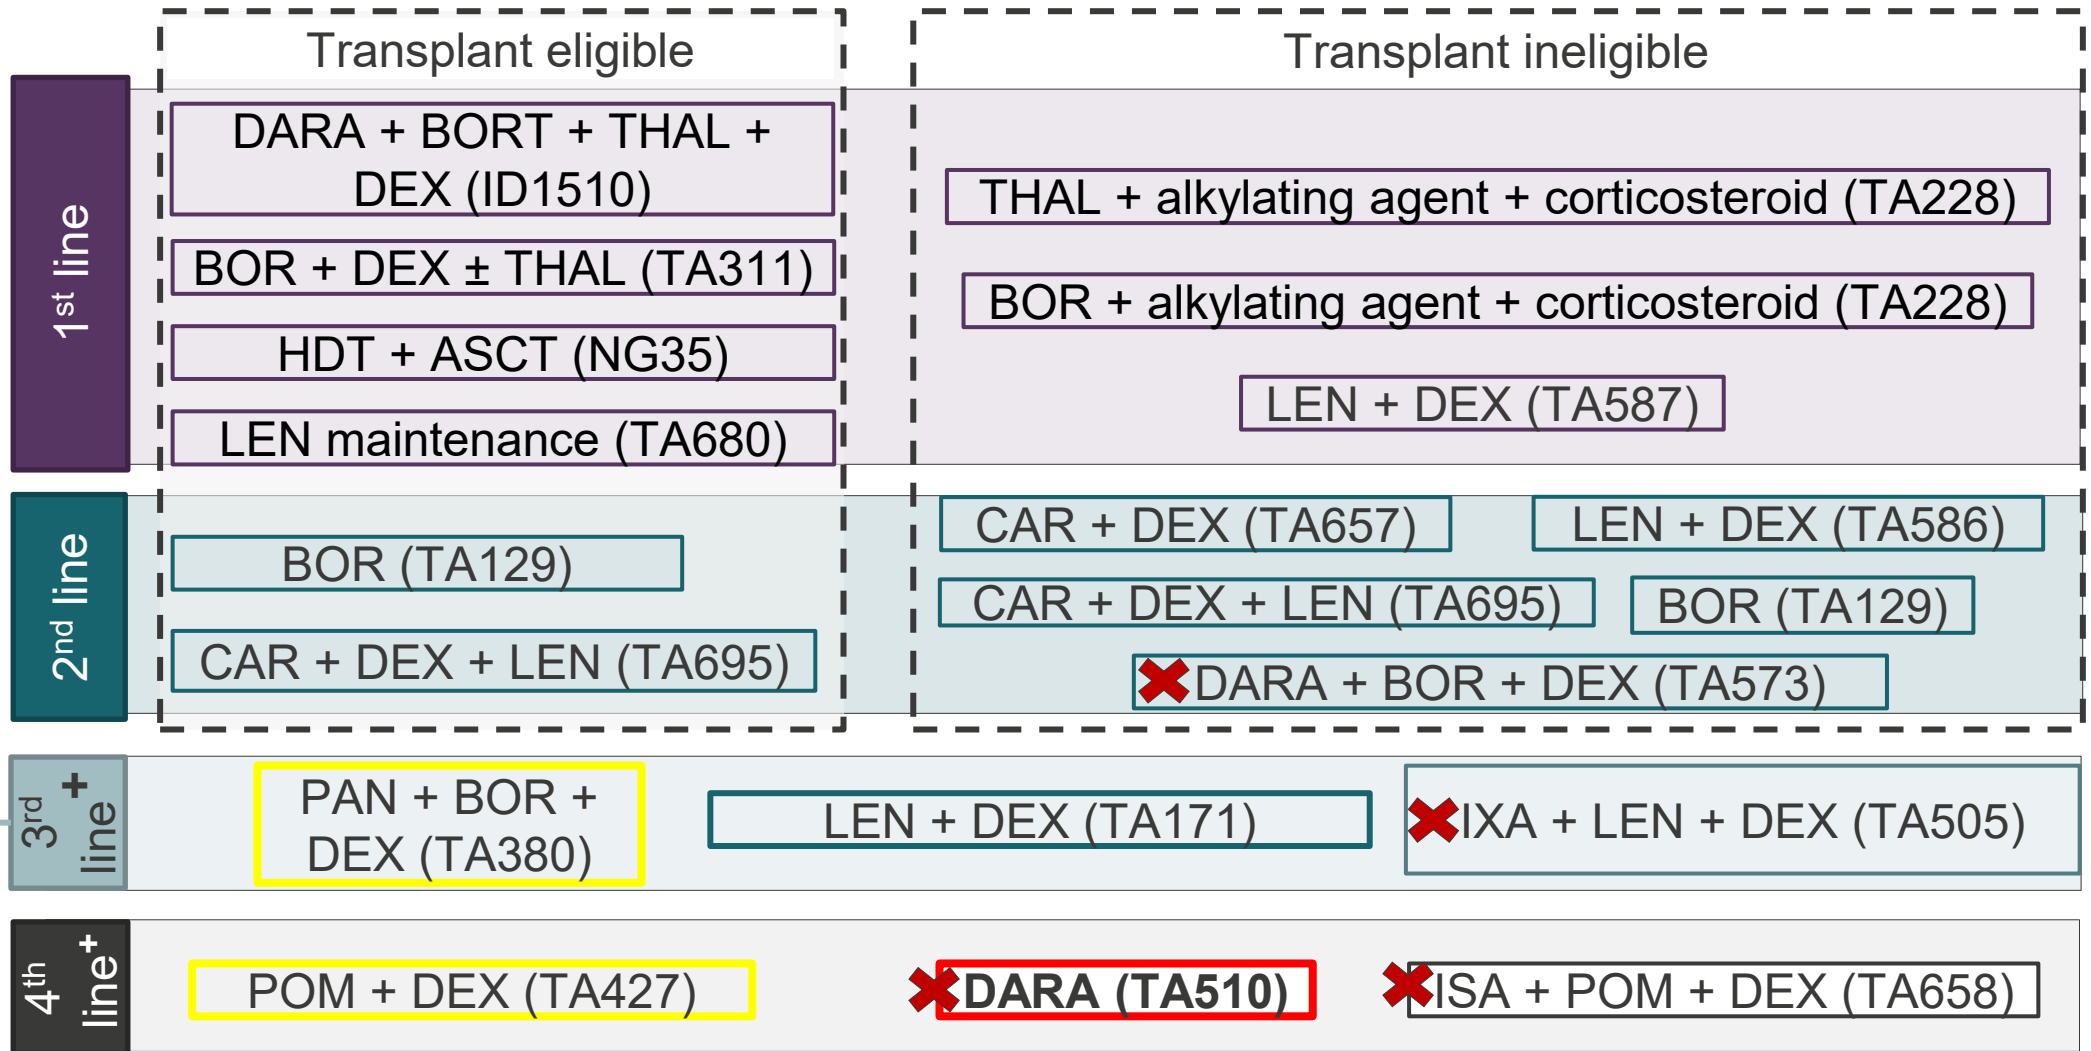 Transplant eligible
Transplant ineligible
1st line
DARA + BORT + THAL +
DEX (ID1510)
BOR + DEX ± THAL (TA311)
HDT + ASCT (NG35)
LEN maintenance (TA680)
THAL + alkylating agent + corticosteroid (TA228)
BOR + alkylating agent + corticosteroid (TA228)
LEN + DEX (TA587)
2nd line
BOR (TA129)
CAR + DEX + LEN (TA695)
CAR + DEX (TA657)
LEN + DEX (TA586)
CAR + DEX + LEN (TA695)
BOR (TA129)
DARA + BOR + DEX (TA573)
3rd
line+
PAN + BOR +
DEX (TA380)
LEN + DEX (TA171)
IXA + LEN + DEX (TA505)
4th
line+
POM + DEX (TA427)
DARA (TA510)
ISA + POM + DEX (TA658)